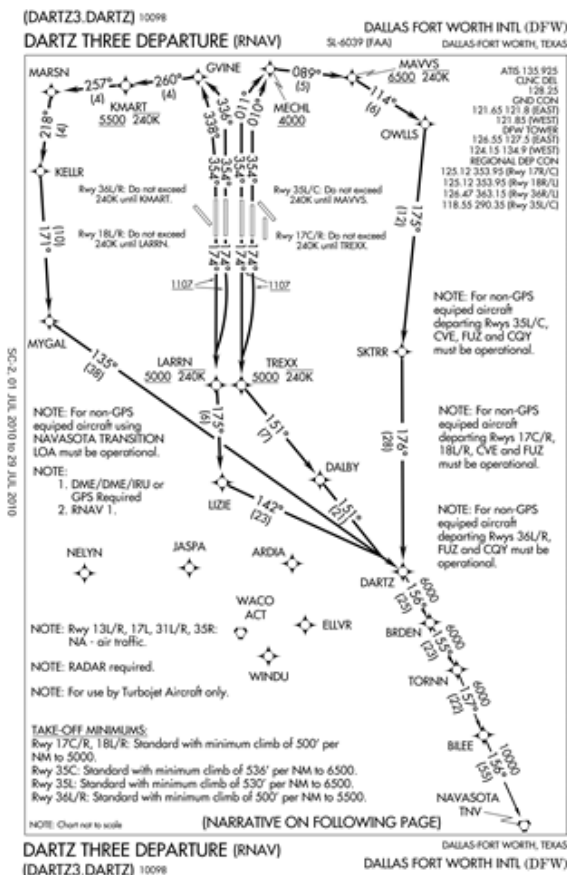 (DARTZ3.DARTZ) 10098
DALLAS FORT WORTH INTL (DFW)
DARTZ THREE DEPARTURE (RNAV)
SL-6039 (FAA)
DALLAS-FORT WORTH, TEXAS
ATIS 135.925
CLNC DEL
128.25
GND CON
121.65 121.8 (EAST)
121.85 (WEST)
DFW TOWER
126.55 127.5 (EAST)
124.15 134.9 (WEST)
REGIONAL DEP CON
125.12 353.95 (Rwy 17R/C)
125.12 353.95 (Rwy 18R/L)
126.47 363.15 (Rwy 36R/L)
118.55 290.35 (Rwy 35L/C)
MARSN
257°
(4)
KMART
5500 240K
260°
(4)
GVINE
MECHL
4000
089°
(5)
MAVVS
6500 240K
114°
(6)
OWLLS
218°
(4)
KELLR
338°
336°
011°
010°
354°
354°
354°
354°
Rwy 36L/R: Do not exceed
240K until KMART.
Rwy 35L/C: Do not exceed
240K until MAVVS.
Rwy 18L/R: Do not exceed
240K until LARRN.
Rwy 17C/R: Do not exceed
240K until TREXX.
171°
(10)
174°
174°
174°
174°
1107
1107
175°
(12)
MYGAL
135°
(38)
LARRN
5000 240K
TREXX
5000 240K
SKTRR
NOTE: For non-GPS
equiped aircraft
departing Rwys 35L/C,
CVE, FUZ and CQY
must be operational.
175°
(6)
151°
(7)
176°
(28)
NOTE: For non-GPS
equiped aircraft using
NAVASOTA TRANSITION
LOA must be operational.
NOTE: For non-GPS
equiped aircraft
departing Rwys 17C/R,
18L/R, CVE and FUZ
must be operational.
NOTE:
1. DME/DME/IRU or
GPS Required
2. RNAV 1.
LIZIE
142°
(23)
DALBY
151°
(21)
NOTE: For non-GPS
equiped aircraft
departing Rwys 36L/R,
FUZ and CQY must be
operational.
NELYN
JASPA
ARDIA
DARTZ
6000
156°
(25)
WACO
ACT
ELLVR
WINDU
BRDEN
6000
155°
(23)
TORNN
6000
157°
(22)
BILEE
10000
156°
(55)
NAVASOTA
TNV
NOTE: Rwy 13L/R, 17L, 31L/R, 35R:
NA - air traffic.
NOTE: RADAR required.
NOTE: For use by Turbojet Aircraft only.
TAKE-OFF MINIMUMS:
Rwy 17C/R, 18L/R: Standard with minimum climb of 500' per
NM to 5000.
Rwy 35C: Standard with minimum climb of 536' per NM to 6500.
Rwy 35L: Standard with minimum climb of 530' per NM to 6500.
Rwy 36L/R: Standard with minimum climb of 500' per NM to 5500.
NOTE: Chart not to scale
(NARRATIVE ON FOLLOWING PAGE)
SC-2, 01 JUL 2010 to 29 JUL 2010
DARTZ THREE DEPARTURE (RNAV)
DALLAS-FORT WORTH, TEXAS
(DARTZ3.DARTZ) 10098
DALLAS FORT WORTH INTL (DFW)